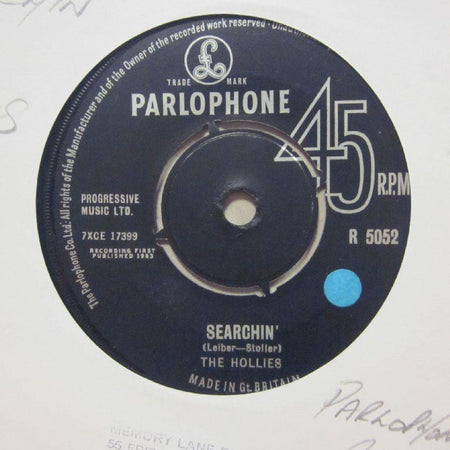 The Parlophone Co. Ltd. All rights of the Manufacturer and of the Owner of the recorded work reserved
£
TRADE MARK
PARLOPHONE
45
R.P.M
PROGRESSIVE
MUSIC LTD.
7XCE 17399
RECORDING FIRST
PUBLISHED 1963
R 5052
SEARCHIN'
(Leiber—Stoller)
THE HOLLIES
MADE IN Gt. BRITAIN
MEMORY LANE